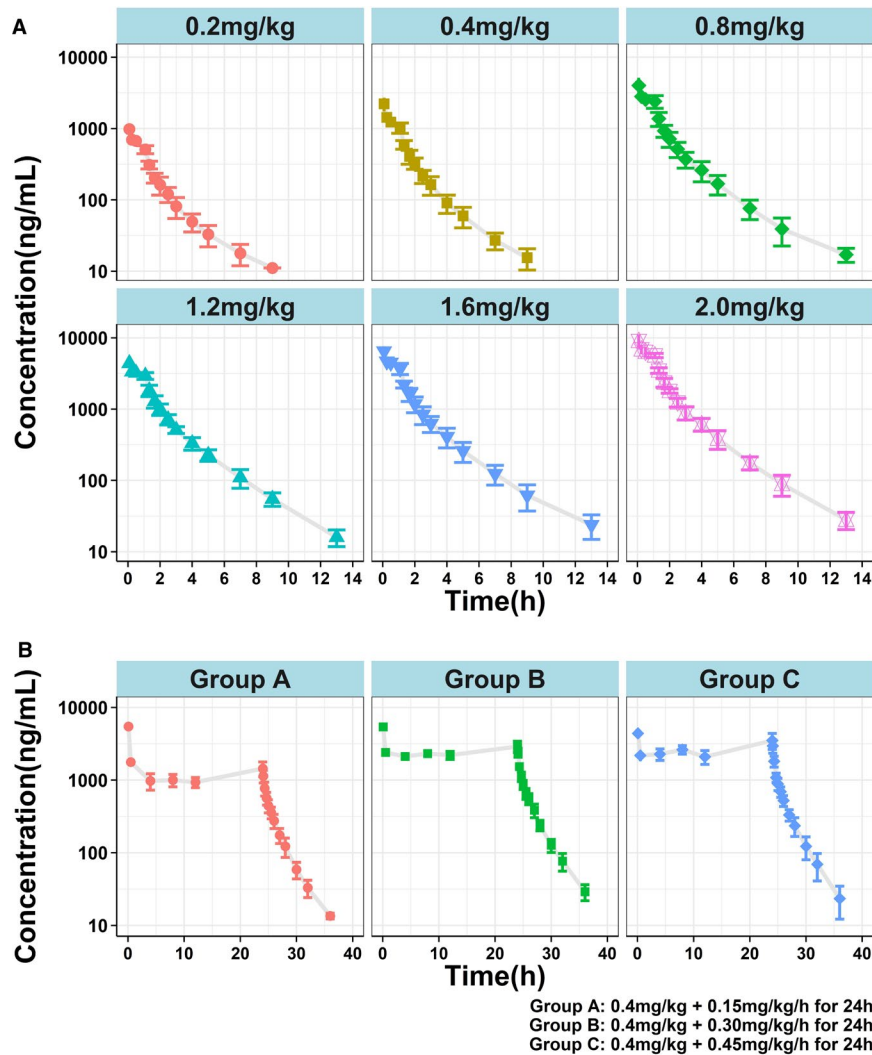 A
0.2mg/kg 0.4mg/kg 0.8mg/kg
10000
1000
100
10
1.2mg/kg 1.6mg/kg 2.0mg/kg
10000
1000
100
10
Concentration(ng/mL)
0 2 4 6 8 10 12 14 0 2 4 6 8 10 12 14 0 2 4 6 8 10 12 14
Time(h)
B
Group A Group B Group C
10000
1000
100
10
Concentration(ng/mL)
0 10 20 30 40 0 10 20 30 40 0 10 20 30 40
Time(h)
Group A: 0.4mg/kg + 0.15mg/kg/h for 24h
Group B: 0.4mg/kg + 0.30mg/kg/h for 24h
Group C: 0.4mg/kg + 0.45mg/kg/h for 24h